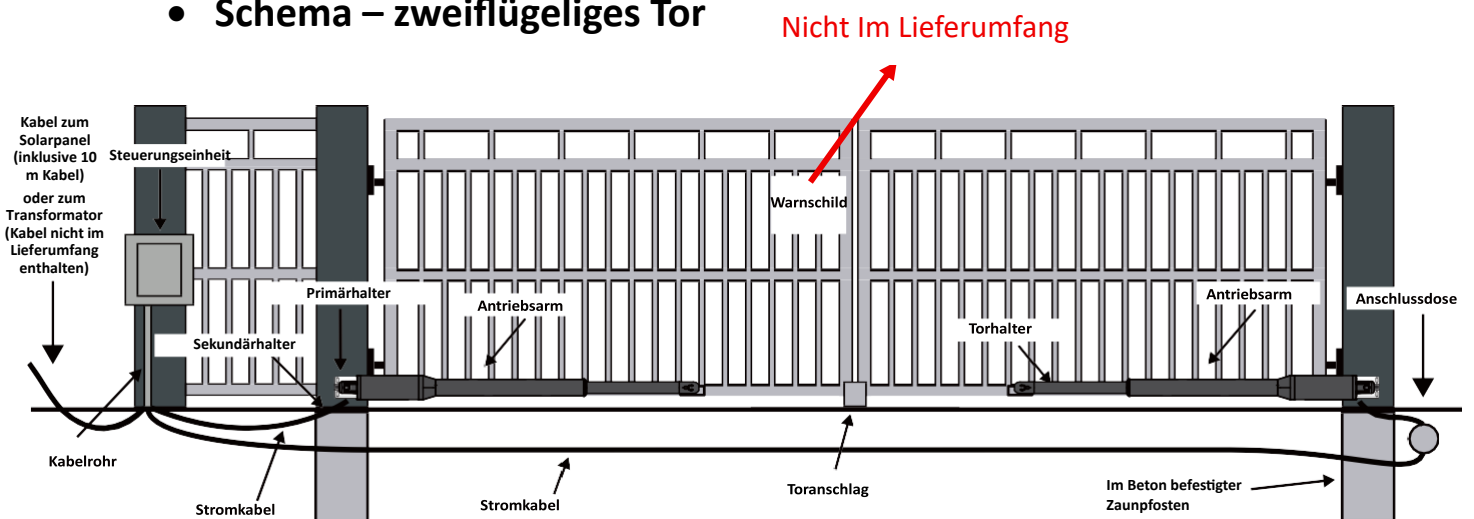 • Schema – zweiflügeliges Tor
Nicht Im Lieferumfang
Kabel zum
Solarpanel
(inklusive 10
m Kabel)
oder zum
Transformator
(Kabel nicht im
Lieferumfang
enthalten)
Steuerungseinheit
Warnschild
Primärhalter
Antriebsarm
Sekundärhalter
Torhalter
Antriebsarm
Anschlussdose
Kabelrohr
Stromkabel
Stromkabel
Toranschlag
Im Beton befestigter
Zaunpfosten